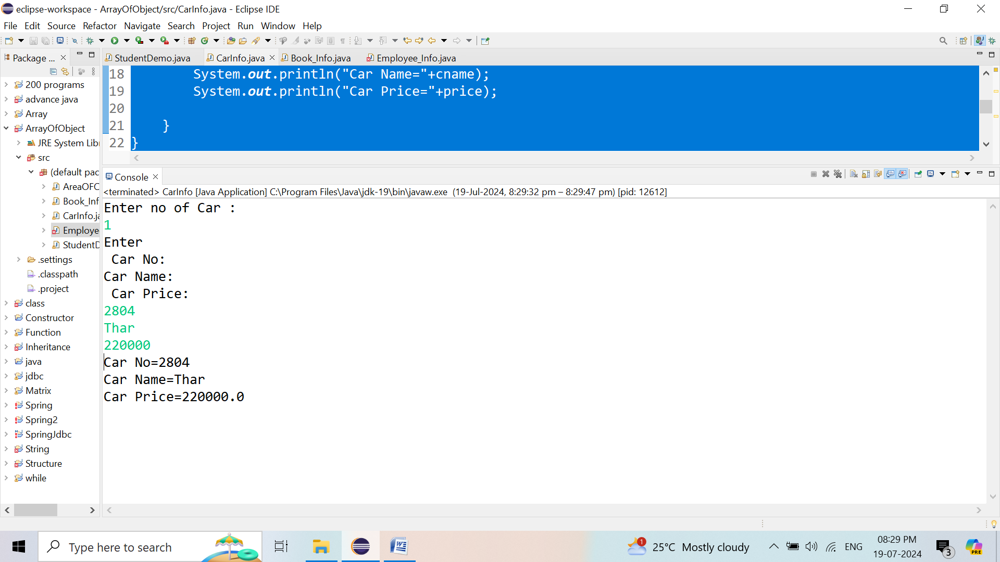 eclipse-workspace - ArrayOfObject/src/CarInfo.java - Eclipse IDE
File Edit Source Refactor Navigate Search Project Run Window Help
Package ...
StudentDemo.java CarInfo.java Book_Info.java Employee_Info.java
200 programs
advance java
Array
ArrayOfObject
JRE System Libr
src
(default pac
AreaOFC
Book_Inf
CarInfo.ja
Employe
StudentD
.settings
.classpath
.project
class
Constructor
Function
Inheritance
java
jdbc
Matrix
Spring
Spring2
SpringJdbc
String
Structure
while
18 System.out.println("Car Name="+cname);
19 System.out.println("Car Price="+price);
20
21 }
22 }
Console
<terminated> CarInfo [Java Application] C:\Program Files\Java\jdk-19\bin\javaw.exe (19-Jul-2024, 8:29:32 pm – 8:29:47 pm) [pid: 12612]
Enter no of Car :
1
Enter
Car No:
Car Name:
Car Price:
2804
Thar
220000
Car No=2804
Car Name=Thar
Car Price=220000.0
Type here to search
1
25°C Mostly cloudy
ENG
08:29 PM
19-07-2024
3
PRE